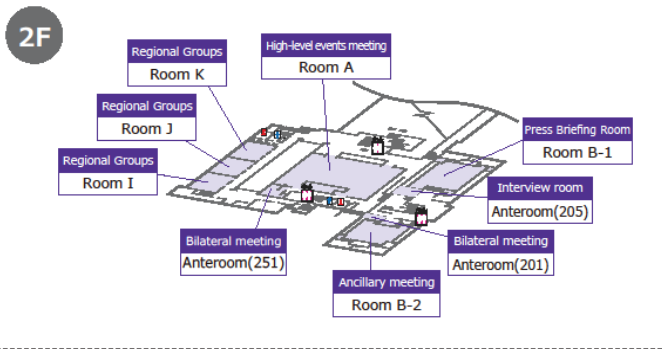 2F
Regional Groups
Room K
High-level events meeting
Room A
Regional Groups
Room J
Press Briefing Room
Room B-1
Regional Groups
Room I
Interview room
Anteroom(205)
Bilateral meeting
Anteroom(251)
Bilateral meeting
Anteroom(201)
Ancillary meeting
Room B-2